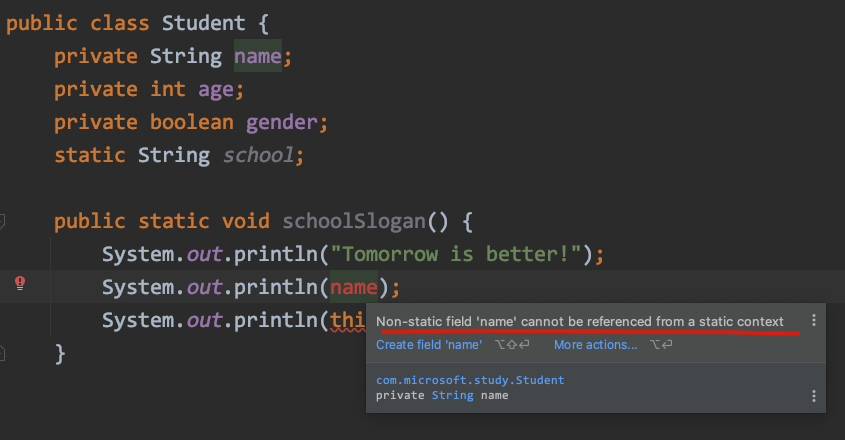 public class Student {
private String name;
private int age;
private boolean gender;
static String school;
public static void schoolSlogan() {
System.out.println("Tomorrow is better!");
System.out.println(name);
System.out.println(thi
Non-static field 'name' cannot be referenced from a static context
Create field 'name' ⌥⇧⏎ More actions... ⌥⏎
}
com.microsoft.study.Student
private String name